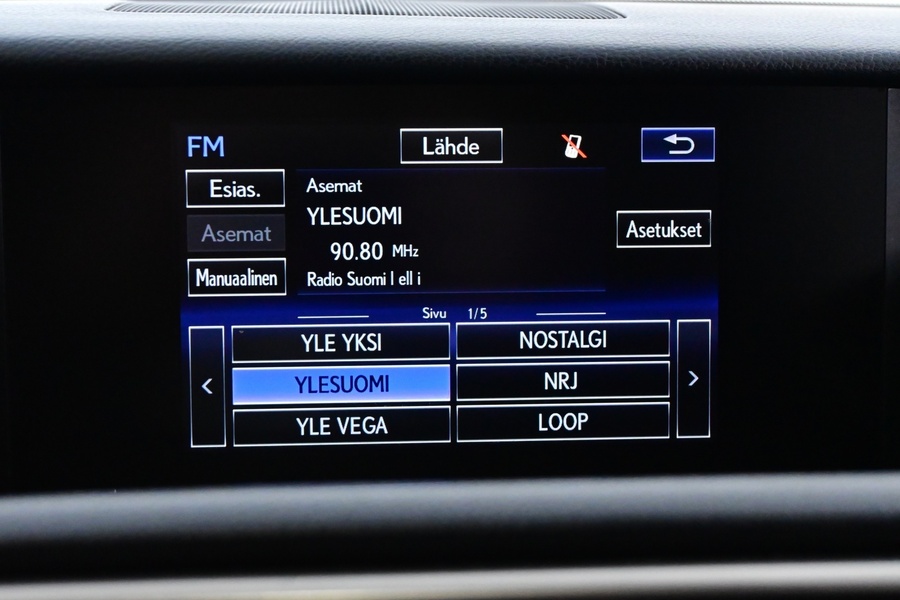 FM
Lähde
Esias.
Asemat
Manuaalinen
Asemat
YLESUOMI
90.80 MHz
Radio Suomi l ell i
Asetukset
Sivu 1/5
YLE YKSI
NOSTALGI
YLESUOMI
NRJ
YLE VEGA
LOOP